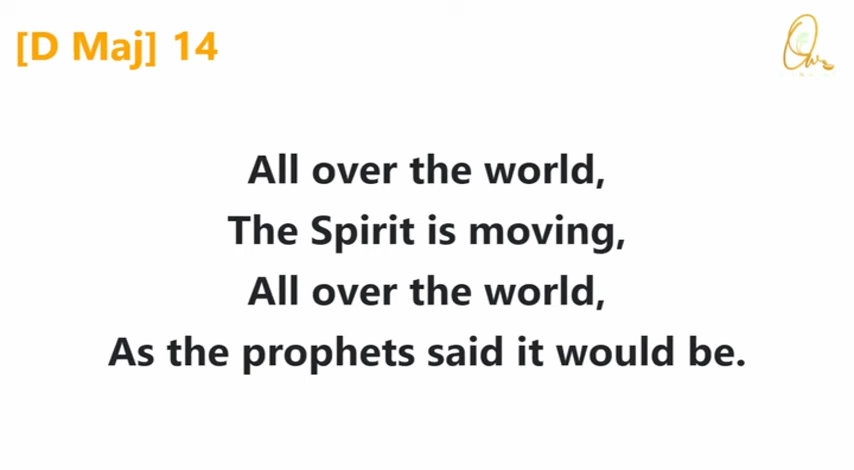 [D Maj] 14
All over the world,
The Spirit is moving,
All over the world,
As the prophets said it would be.